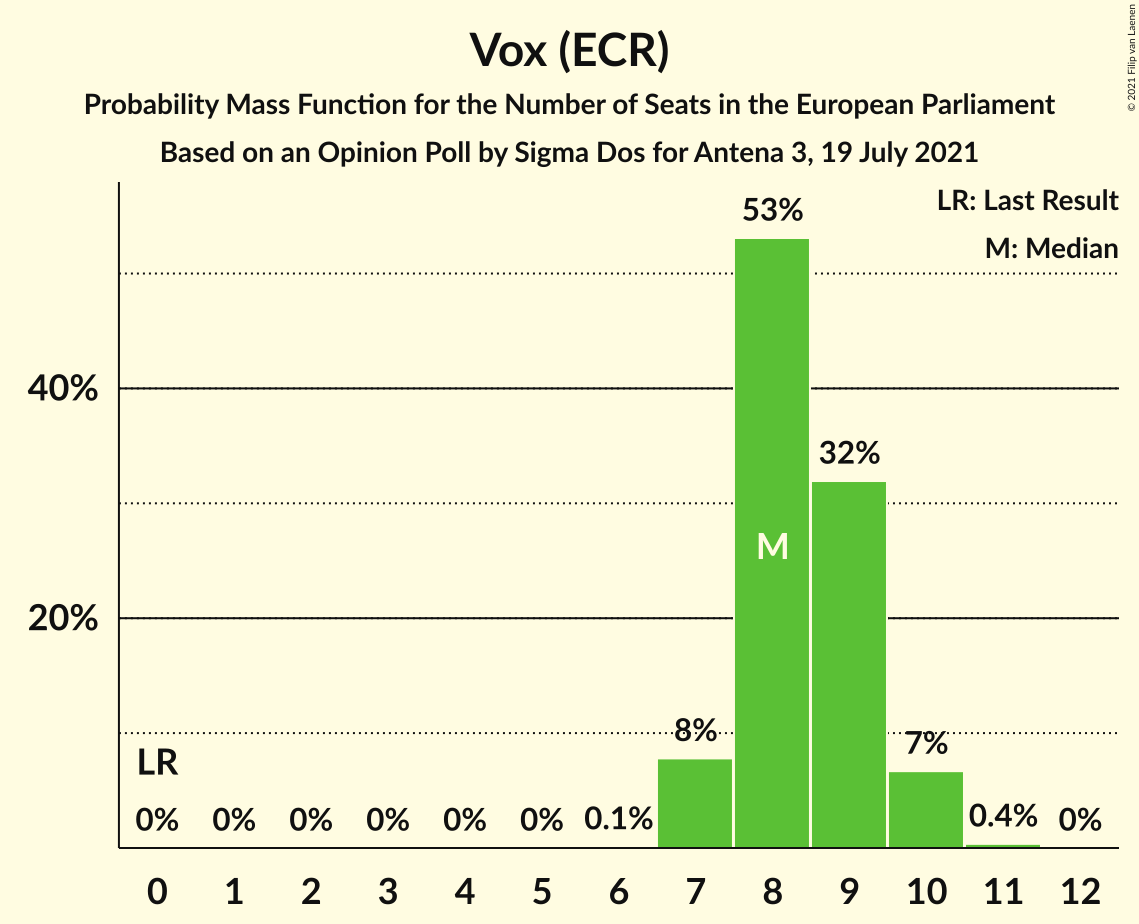 Vox (ECR)
Probability Mass Function for the Number of Seats in the European Parliament
Based on an Opinion Poll by Sigma Dos for Antena 3, 19 July 2021
© 2021 Filip van Laenen
LR: Last Result
M: Median
53%
40%
32%
M
20%
8%
7%
LR
0% 0% 0% 0% 0% 0% 0.1% 0.4% 0%
0 1 2 3 4 5 6 7 8 9 10 11 12